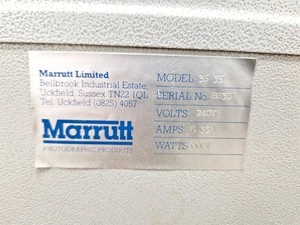 Marrutt Limited
Bellbrook Industrial Estate,
Uckfield, Sussex TN22 1QL
Tel: Uckfield (0825) 4057
Marrutt
PHOTOGRAPHIC PRODUCTS
MODEL
SERIAL No.
VOLTS 240V
AMPS
WATTS